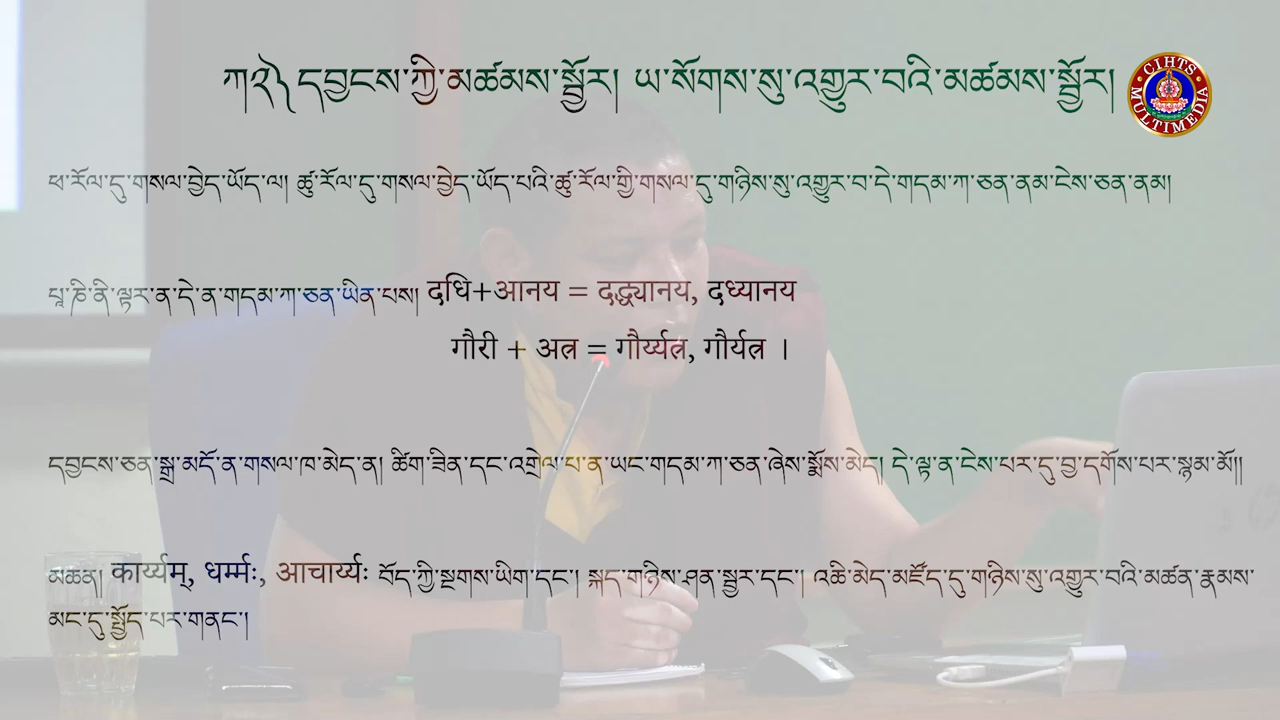 ཀ༢༽ དབྱངས་ཀྱི་མཚམས་སྦྱོར། ཡ་སོགས་སུ་འགྱུར་བའི་མཚམས་སྦྱོར།
CIHTS MULTIMEDIA
ཕ་རོལ་དུ་གསལ་བྱེད་ཡོད་ལ། ཚུ་རོལ་དུ་གསལ་བྱེད་ཡོད་པའི་ཚུ་རོལ་གྱི་གསལ་དུ་གཉིས་སུ་འགྱུར་བ་དེ་གདམ་ཀ་ཅན་ནམ་ངེས་ཅན་ནམ།
པཱ་ཎི་ནི་ལྟར་ན་དེ་ན་གདམ་ཀ་ཅན་ཡིན་པས། दधि+आनय = दद्ध्यानय, दध्यानय
गौरी + अत्र = गौर्य्यत्र, गौर्यत्र ।
དབྱངས་ཅན་སྒྲ་མདོ་ན་གསལ་ཁ་མེད་ན། ཚིག་ཟིན་དང་འགྲེལ་པ་ན་ཡང་གདམ་ཀ་ཅན་ཞེས་སྨོས་མེད། དེ་ལྟ་ན་ངེས་པར་དུ་བྱ་དགོས་པར་སྙམ་མོ།།
མཆན། कार्य्यम्, धर्म्मः, आचार्य्यः བོད་ཀྱི་སྔགས་ཡིག་དང་། སྐད་གཉིས་ཤན་སྦྱར་དང་། འཆི་མེད་མཛོད་དུ་གཉིས་སུ་འགྱུར་བའི་མཚན་རྣམས་
མང་དུ་སྤྱོད་པར་གནང་།